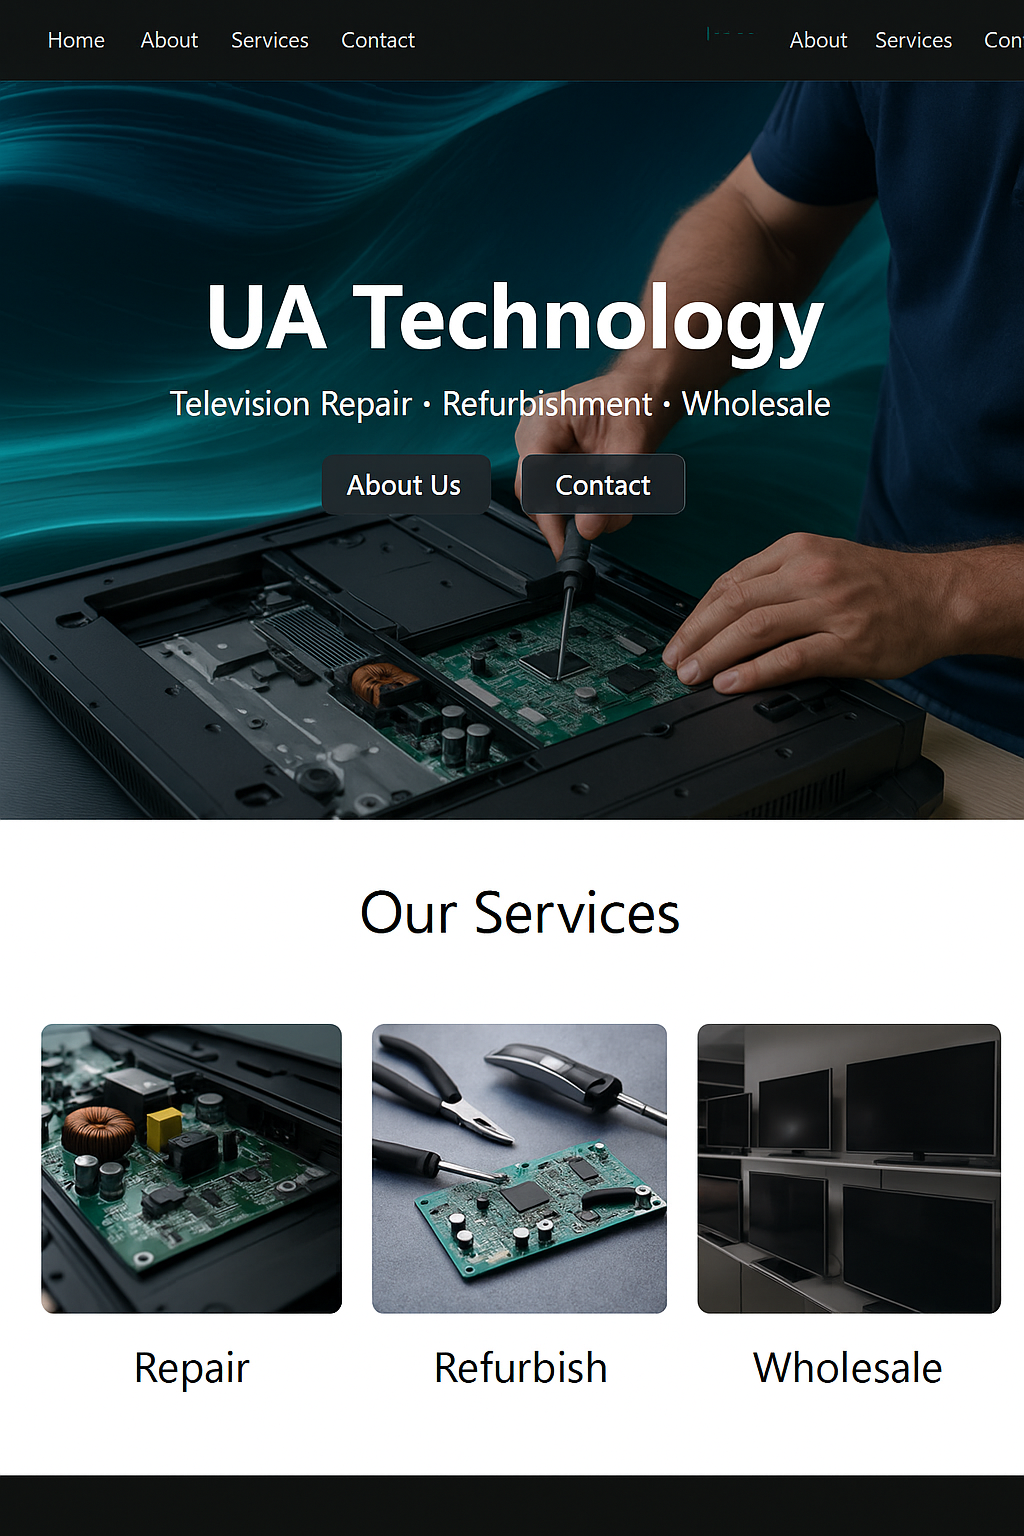 Home About Services Contact About Services
UA Technology
Television Repair • Refurbishment • Wholesale
About Us Contact
Our Services
Repair Refurbish Wholesale